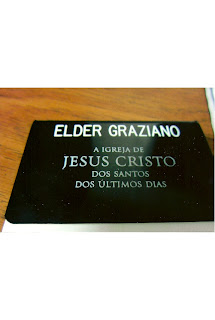 ELDER GRAZIANO
A IGREJA DE
JESUS CRISTO
DOS SANTOS
DOS ÚLTIMOS DIAS